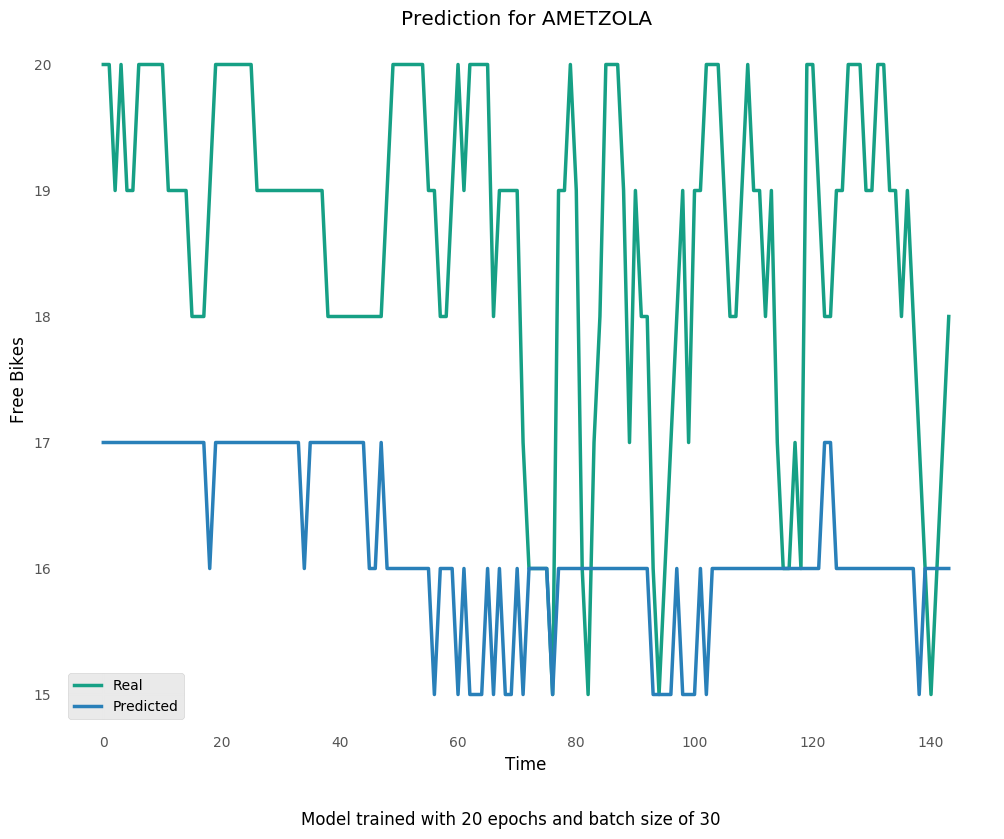 Prediction for AMETZOLA
20
19
18
17
16
15
Free Bikes
Real
Predicted
0 20 40 60 80 100 120 140
Time
Model trained with 20 epochs and batch size of 30